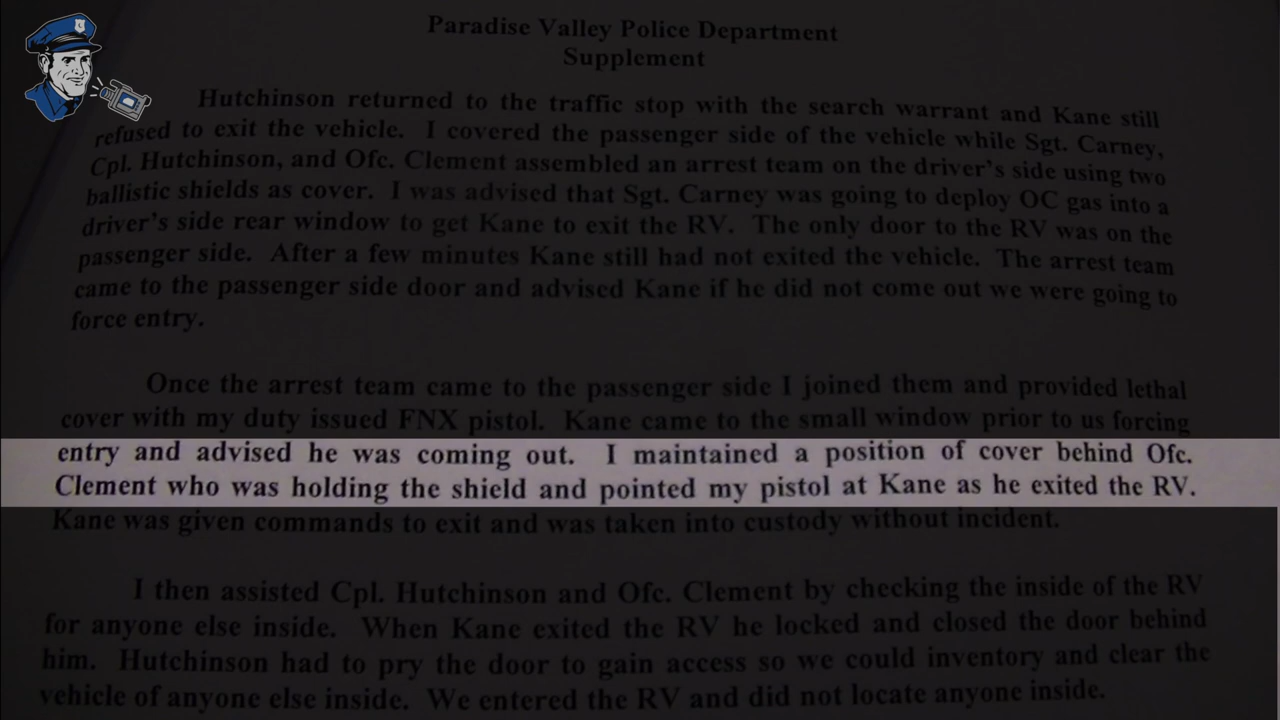 Paradise Valley Police Department
Supplement
Hutchinson returned to the traffic stop with the search warrant and Kane still
refused to exit the vehicle. I covered the passenger side of the vehicle while Sgt. Carney,
Cpl. Hutchinson, and Ofc. Clement assembled an arrest team on the driver's side using two
ballistic shields as cover. I was advised that Sgt. Carney was going to deploy OC gas into a
driver's side rear window to get Kane to exit the RV. The only door to the RV was on the
passenger side. After a few minutes Kane still had not exited the vehicle. The arrest team
came to the passenger side door and advised Kane if he did not come out we were going to
force entry.
Once the arrest team came to the passenger side I joined them and provided lethal
cover with my duty issued FNX pistol. Kane came to the small window prior to us forcing
entry and advised he was coming out. I maintained a position of cover behind Ofc.
Clement who was holding the shield and pointed my pistol at Kane as he exited the RV.
Kane was given commands to exit and was taken into custody without incident.
I then assisted Cpl. Hutchinson and Ofc. Clement by checking the inside of the RV
for anyone else inside. When Kane exited the RV he locked and closed the door behind
him. Hutchinson had to pry the door to gain access so we could inventory and clear the
vehicle of anyone else inside. We entered the RV and did not locate anyone inside.